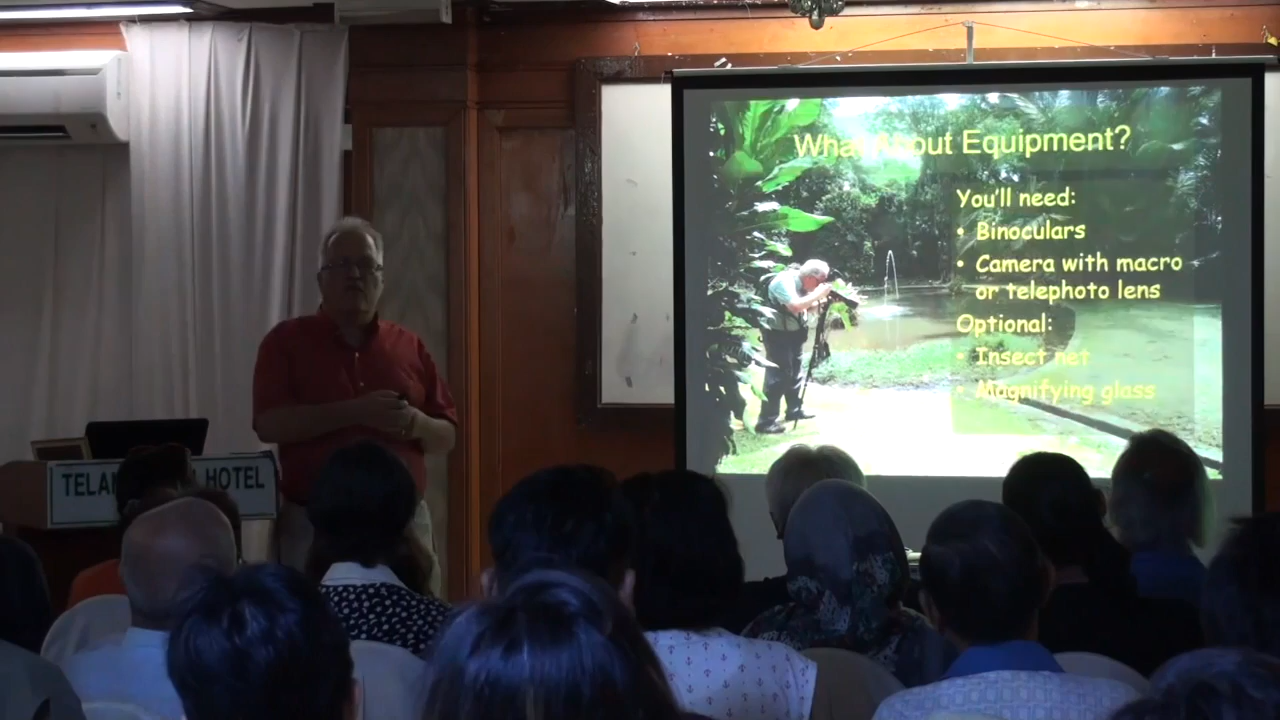 What About Equipment?
You'll need:
• Binoculars
• Camera with macro
or telephoto lens
Optional:
• Insect net
• Magnifying glass
HOTEL